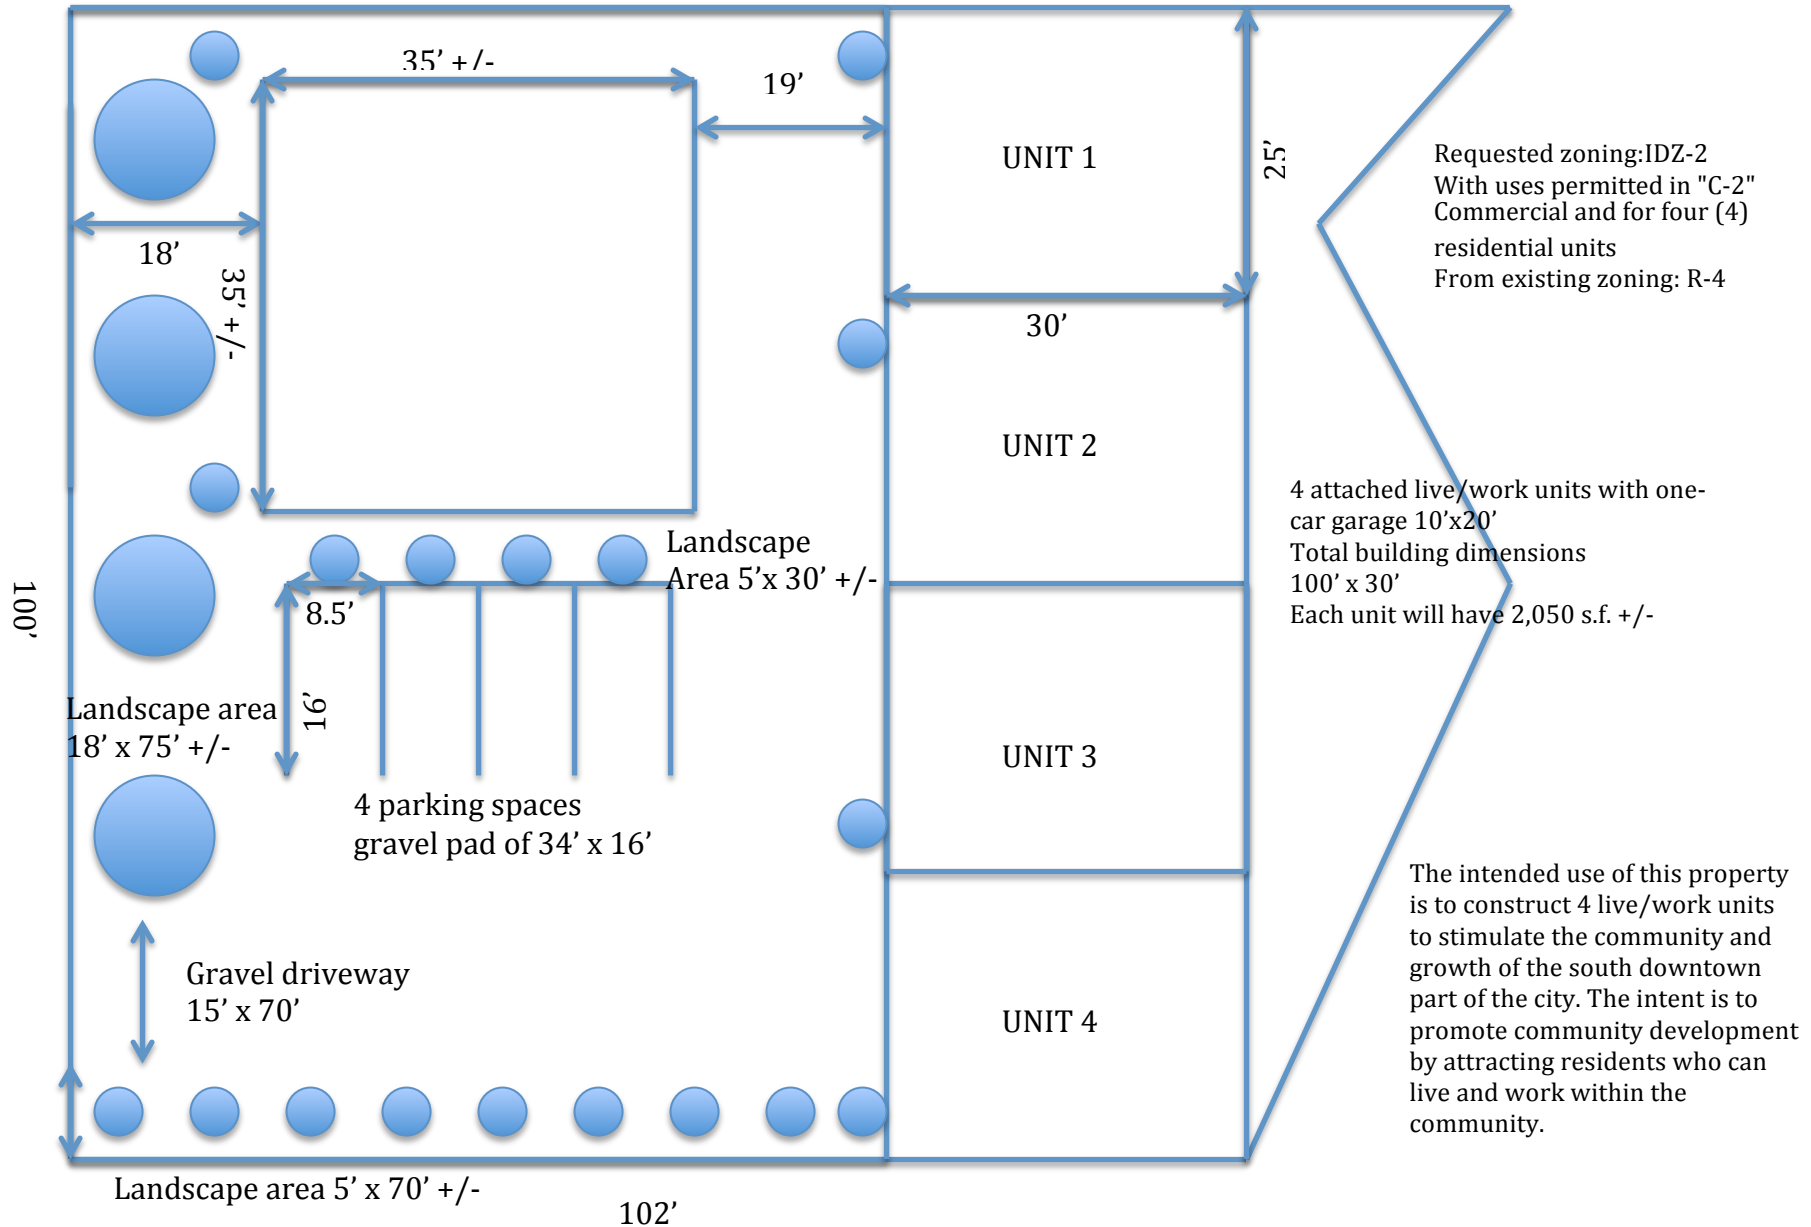 35’ +/-
19’
UNIT 1
25’
Requested zoning:IDZ-2
With uses permitted in "C-2"
Commercial and for four (4)
residential units
From existing zoning: R-4
18’
35’ +/-
30’
UNIT 2
4 attached live/work units with one-
car garage 10’x20’
Total building dimensions
100’ x 30’
Each unit will have 2,050 s.f. +/-
Landscape
Area 5’x 30’ +/-
8.5’
100’
16’
Landscape area
18’ x 75’ +/-
UNIT 3
4 parking spaces
gravel pad of 34’ x 16’
The intended use of this property
is to construct 4 live/work units
to stimulate the community and
growth of the south downtown
part of the city. The intent is to
promote community development
by attracting residents who can
live and work within the
community.
Gravel driveway
15’ x 70’
UNIT 4
Landscape area 5’ x 70’ +/-
102’